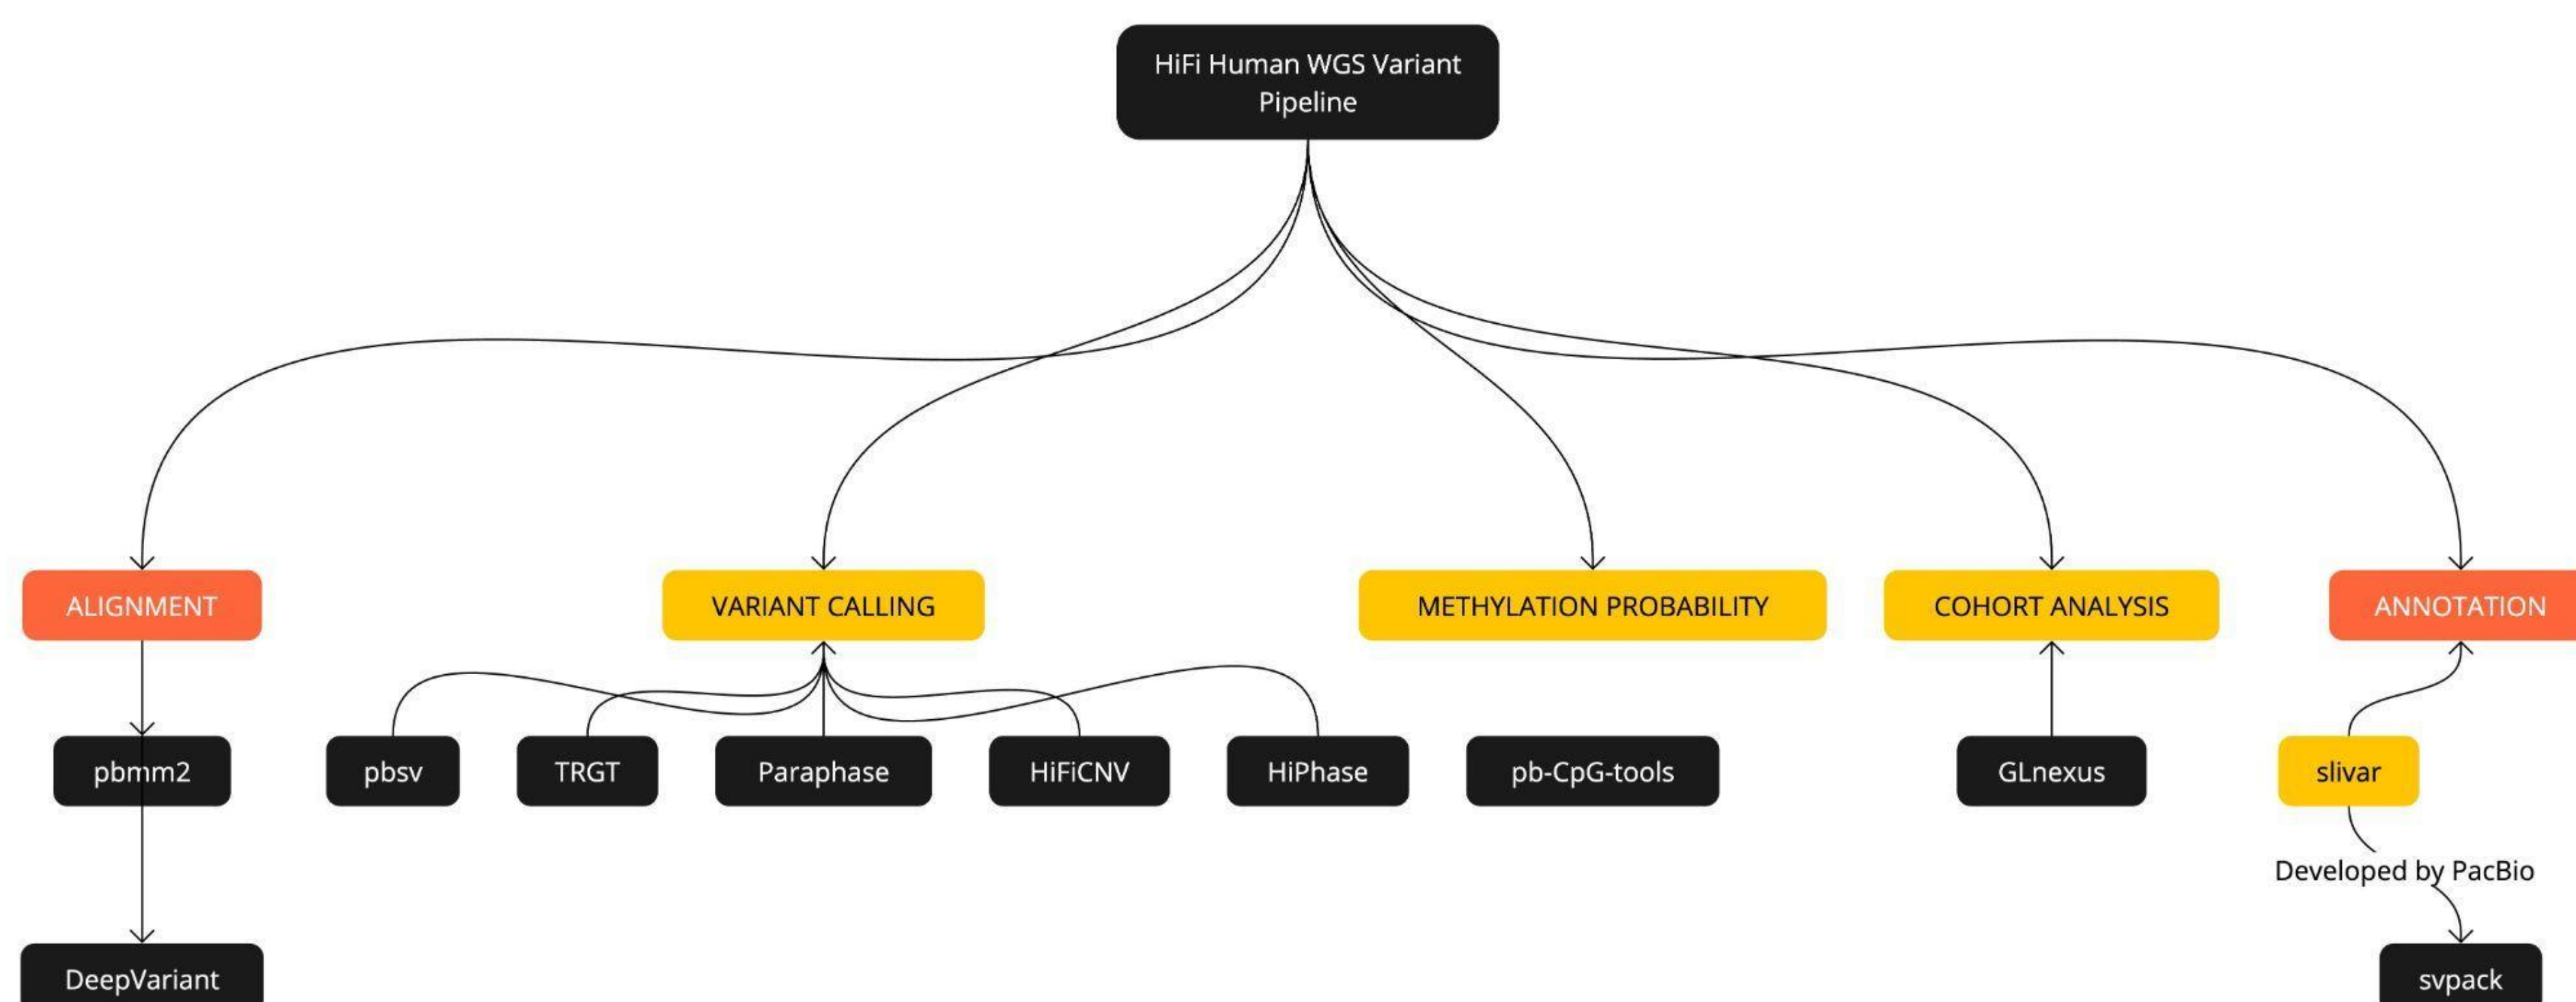 HiFi Human WGS Variant
Pipeline
ALIGNMENT
VARIANT CALLING
METHYLATION PROBABILITY
COHORT ANALYSIS
ANNOTATION
pbmm2
pbsv
TRGT
Paraphase
HiFiCNV
HiPhase
pb-CpG-tools
GLnexus
slivar
Developed by PacBio
DeepVariant
svpack